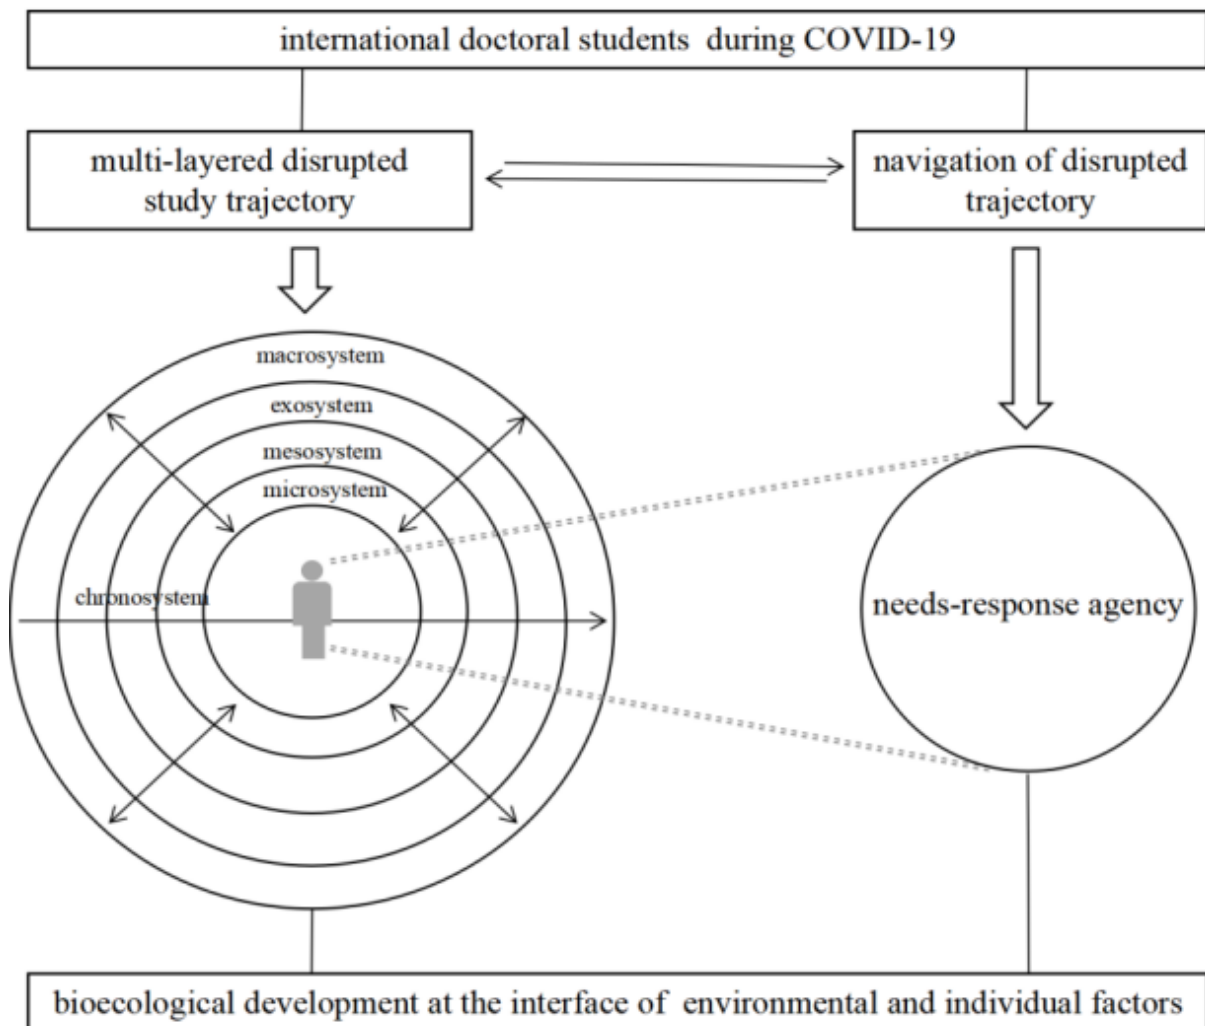 international doctoral students during COVID-19
multi-layered disrupted
study trajectory
navigation of disrupted
trajectory
macrosystem
exosystem
mesosystem
microsystem
chronosystem
needs-response agency
bioecological development at the interface of environmental and individual factors